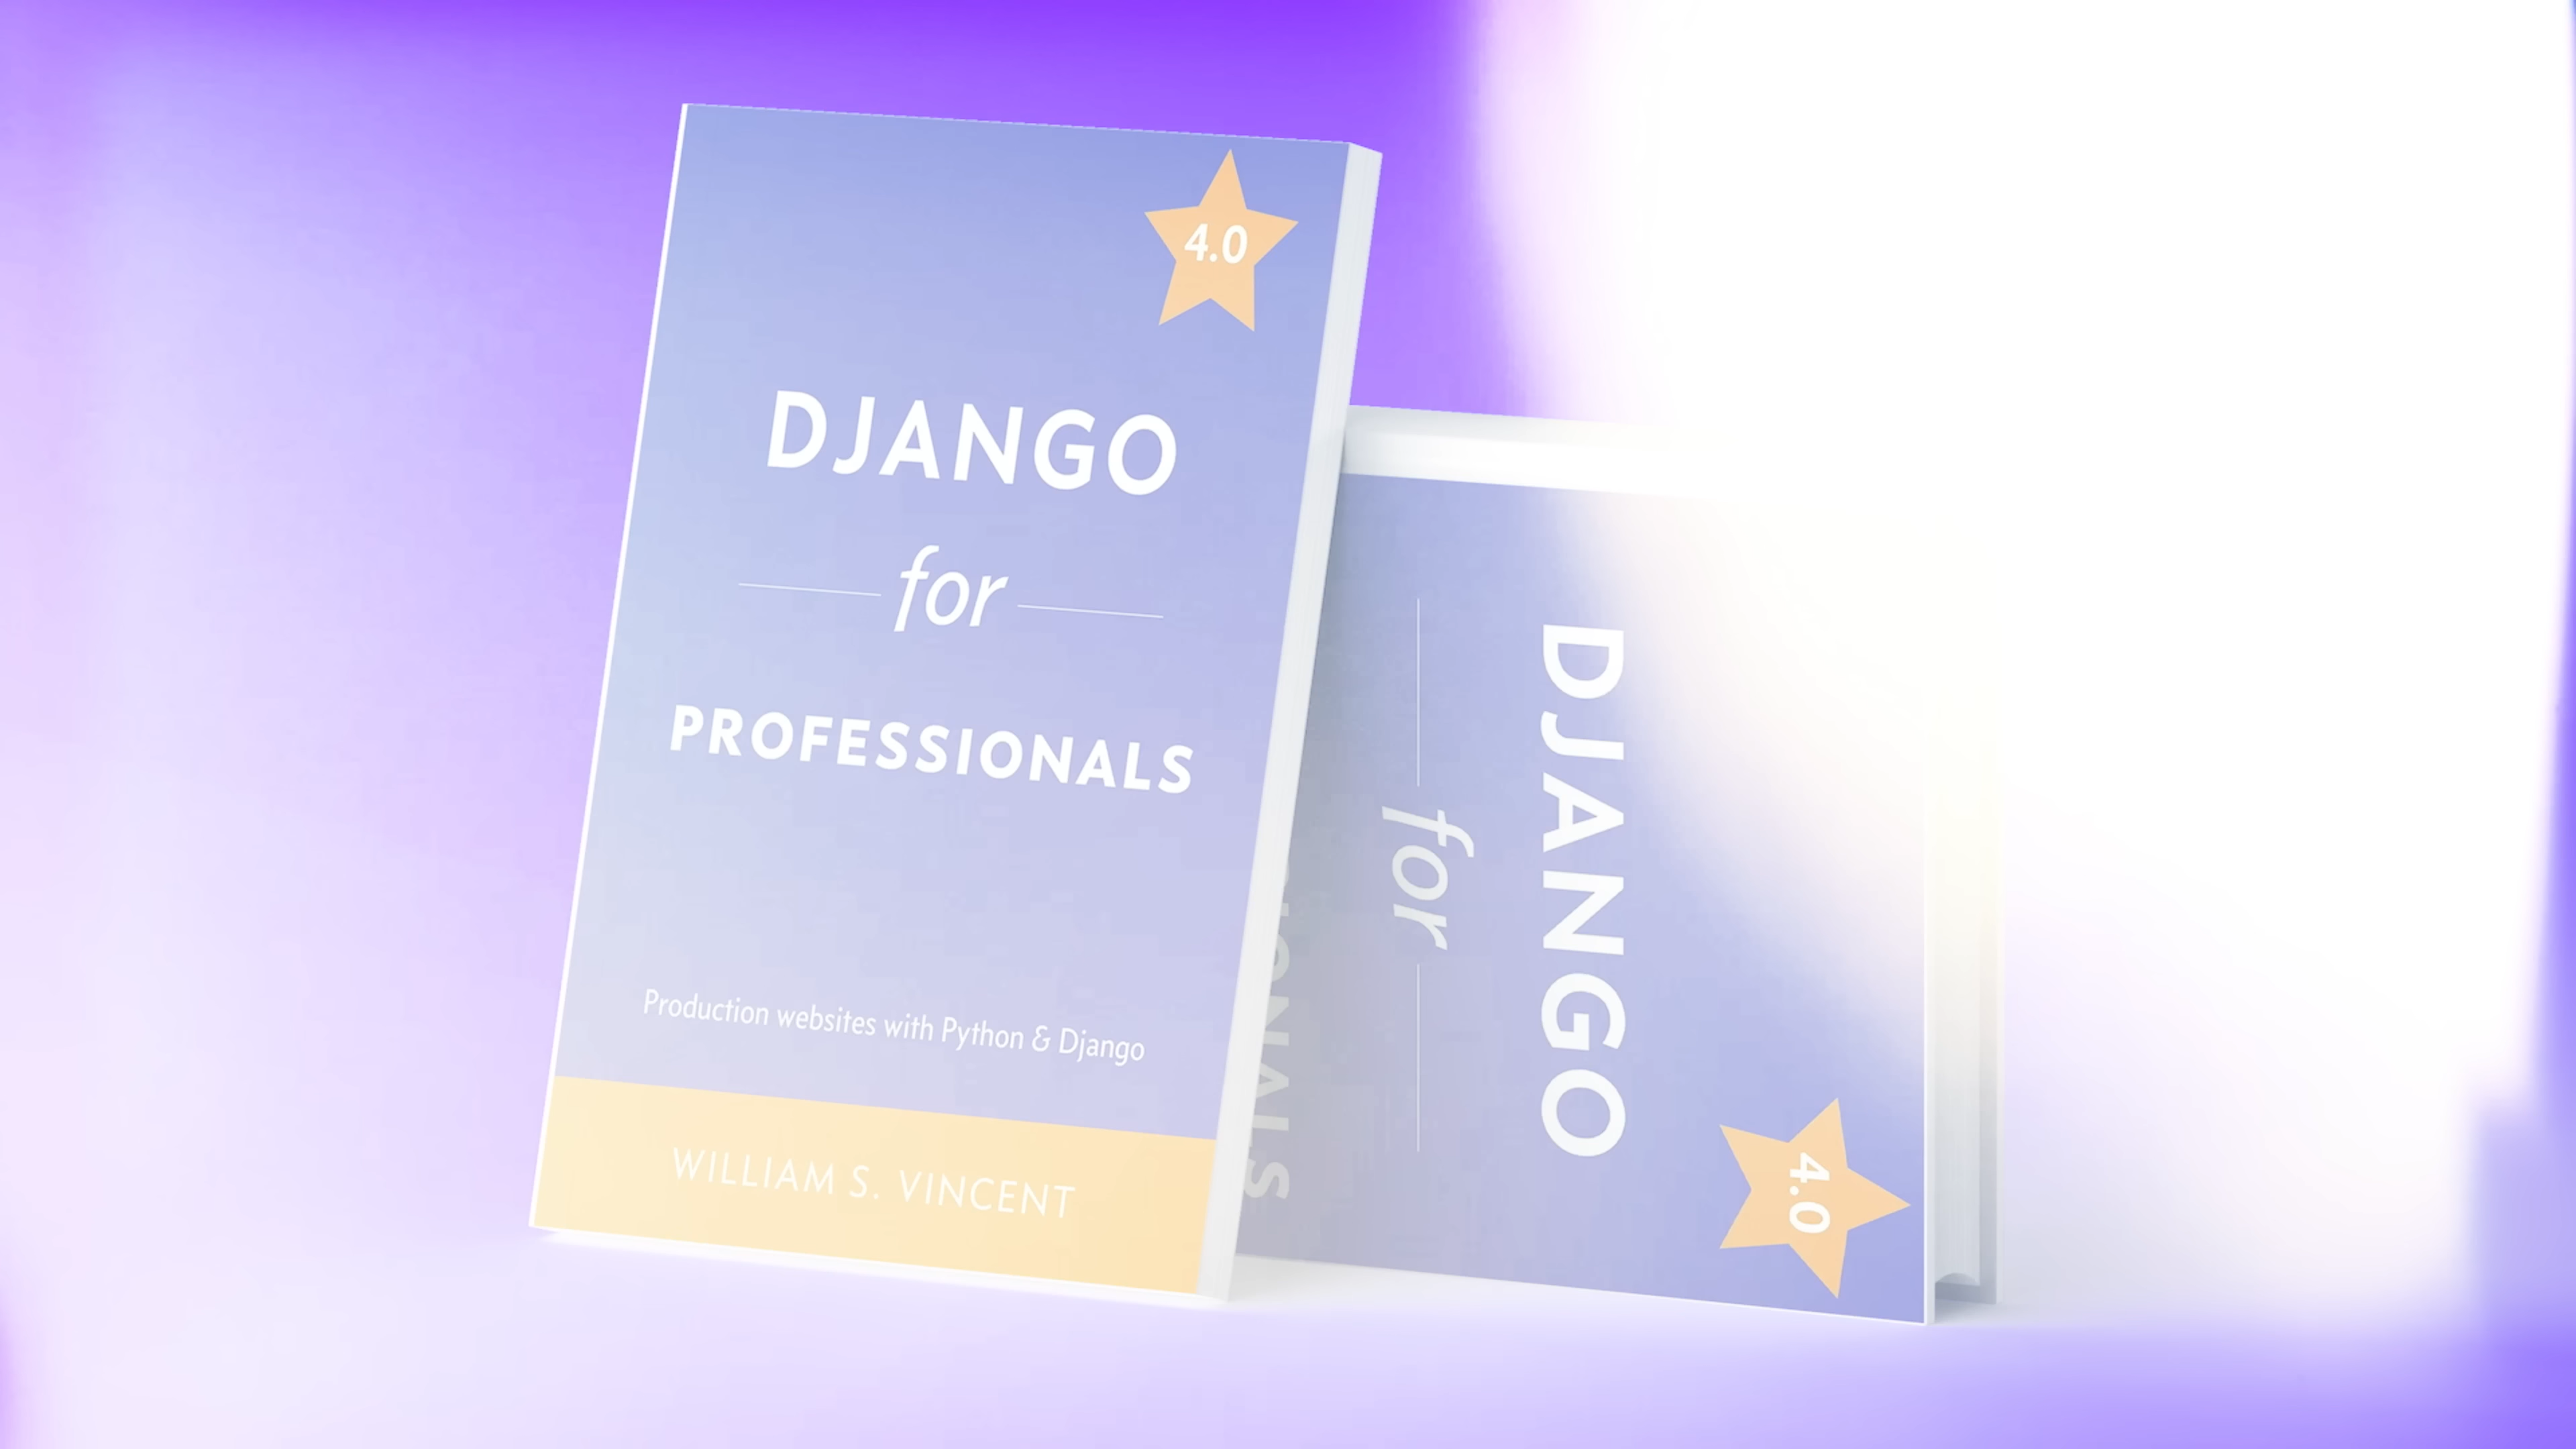 4.0
DJANGO
for
PROFESSIONALS
Production websites with Python & Django
WILLIAM S. VINCENT
DJANGO
for
4.0